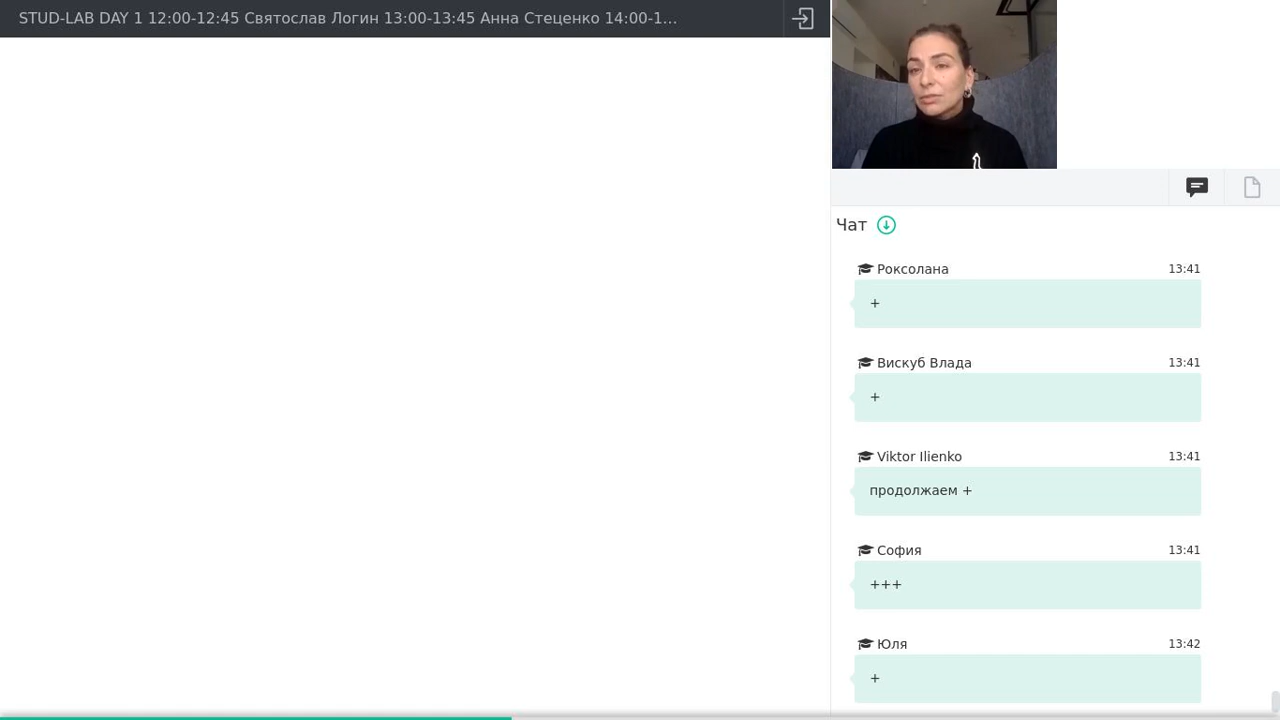 STUD-LAB DAY 1 12:00-12:45 Святослав Логин 13:00-13:45 Анна Стеценко 14:00-1...
Чат
Роксолана 13:41
+
Вискуб Влада 13:41
+
Viktor Ilienko 13:41
продолжаем +
София 13:41
+++
Юля 13:42
+